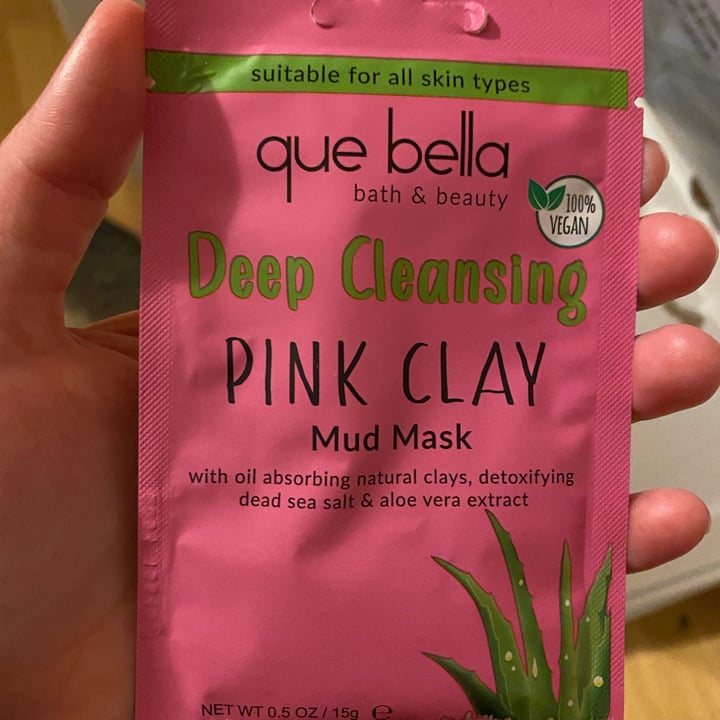 suitable for all skin types
que bella
bath & beauty
100%
VEGAN
Deep Cleansing
PINK CLAY
Mud Mask
with oil absorbing natural clays, detoxifying
dead sea salt & aloe vera extract
NET WT 0.5 OZ / 15g ℮